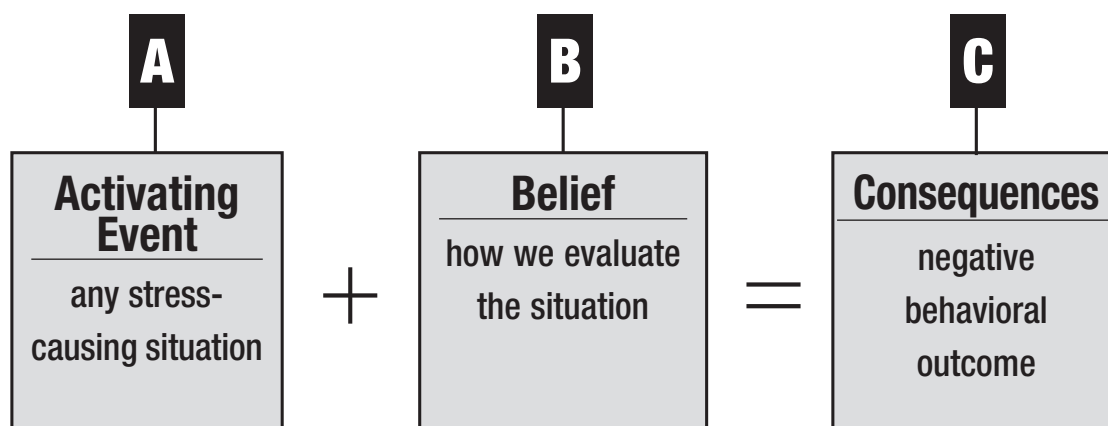 A
B
C
Activating
Event
any stress-
causing situation
+
Belief
how we evaluate
the situation
=
Consequences
negative
behavioral
outcome